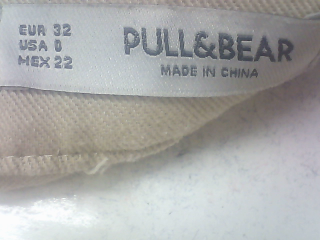 EUR 32
USA 0
MEX 22
PULL&BEAR
MADE IN CHINA